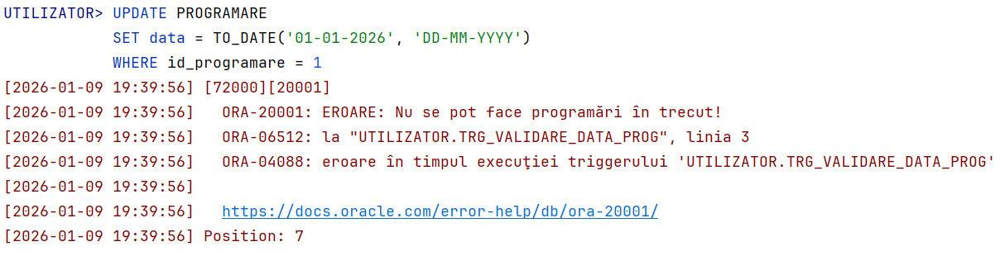 UTILIZATOR> UPDATE PROGRAMARE
SET data = TO_DATE('01-01-2026', 'DD-MM-YYYY')
WHERE id_programare = 1
[2026-01-09 19:39:56] [72000][20001]
[2026-01-09 19:39:56]   ORA-20001: EROARE: Nu se pot face programări în trecut!
[2026-01-09 19:39:56]   ORA-06512: la "UTILIZATOR.TRG_VALIDARE_DATA_PROG", linia 3
[2026-01-09 19:39:56]   ORA-04088: eroare în timpul execuţiei triggerului 'UTILIZATOR.TRG_VALIDARE_DATA_PROG'
[2026-01-09 19:39:56]
[2026-01-09 19:39:56]   https://docs.oracle.com/error-help/db/ora-20001/
[2026-01-09 19:39:56] Position: 7